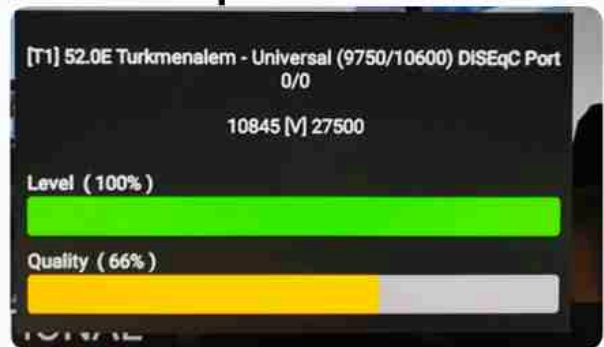 [T1] 52.0E Turkmenalem - Universal (9750/10600) DiSEqC Port
0/0
10845 [V] 27500
Level ( 100% )
Quality ( 66% )